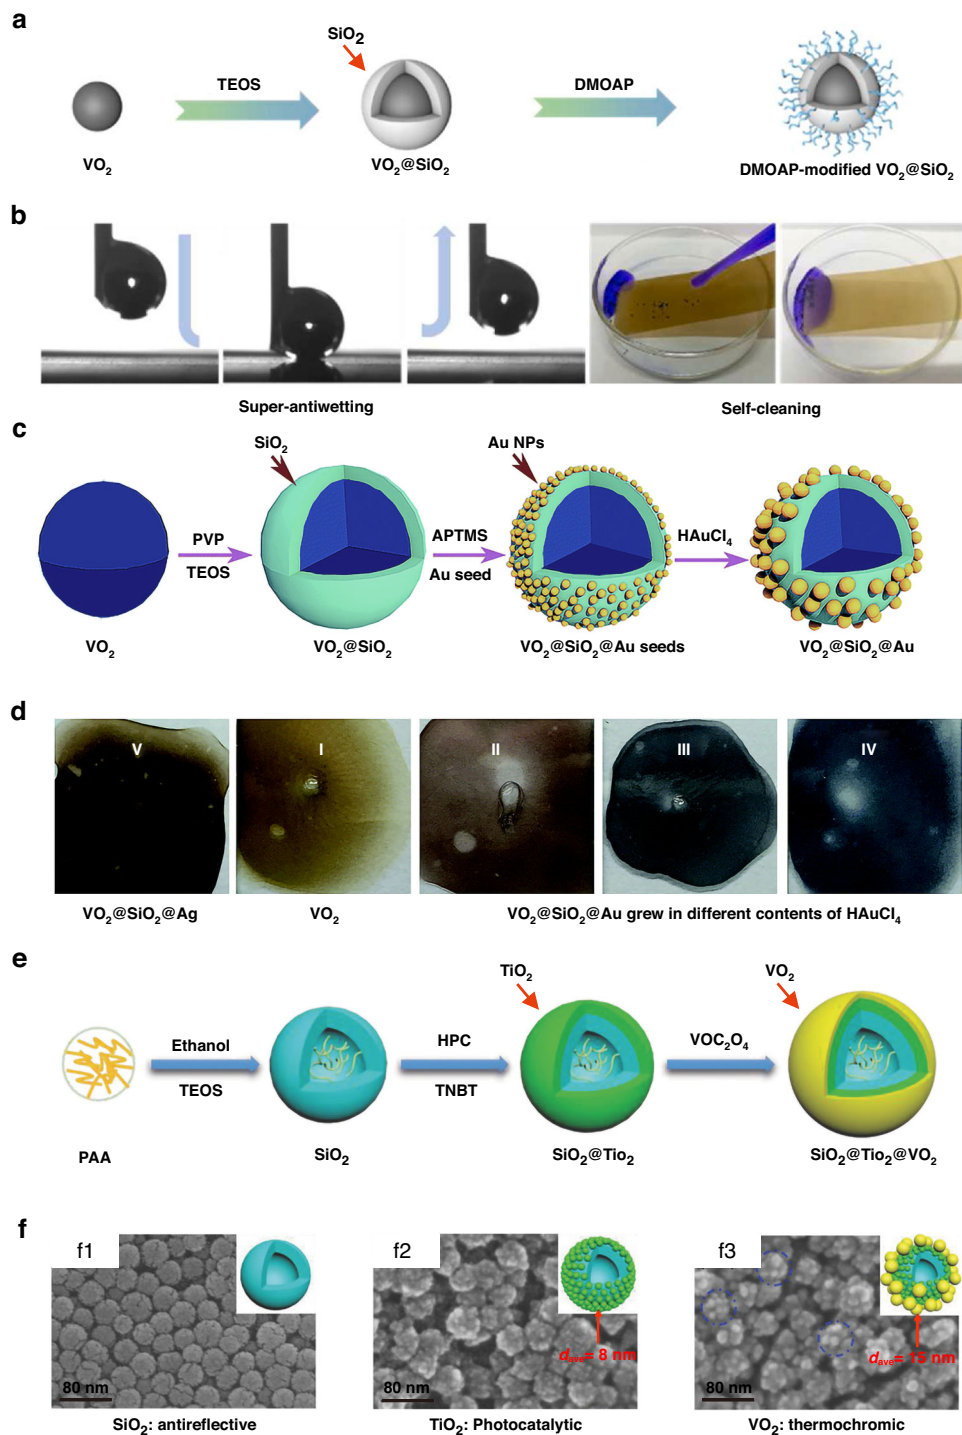 a
SiO2
TEOS
DMOAP
VO2
VO2@SiO2
DMOAP-modified VO2@SiO2
b
Super-antiwetting
Self-cleaning
c
SiO2
Au NPs
PVP
TEOS
APTMS
Au seed
HAuCl4
VO2
VO2@SiO2
VO2@SiO2@Au seeds
VO2@SiO2@Au
d
V
I
II
III
IV
VO2@SiO2@Ag
VO2
VO2@SiO2@Au grew in different contents of HAuCl4
e
TiO2
VO2
Ethanol
TEOS
HPC
TNBT
VOC2O4
PAA
SiO2
SiO2@Tio2
SiO2@Tio2@VO2
f
f1
f2
f3
dave= 8 nm
dave= 15 nm
80 nm
80 nm
80 nm
SiO2: antireflective
TiO2: Photocatalytic
VO2: thermochromic